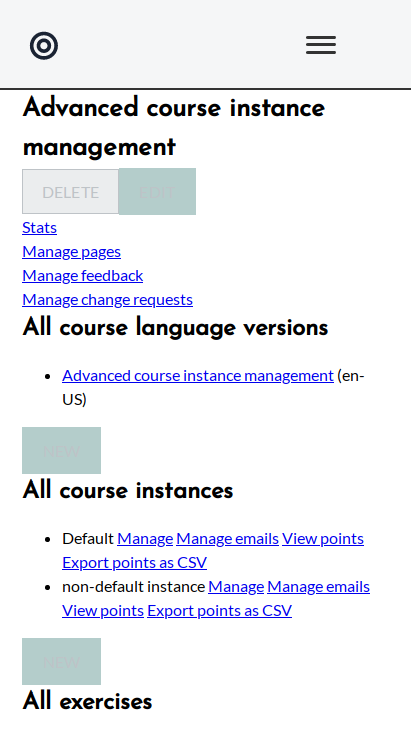 Advanced course instance
management
DELETE EDIT
Stats
Manage pages
Manage feedback
Manage change requests
All course language versions
Advanced course instance management (en-
US)
NEW
All course instances
Default Manage Manage emails View points
Export points as CSV
non-default instance Manage Manage emails
View points Export points as CSV
NEW
All exercises